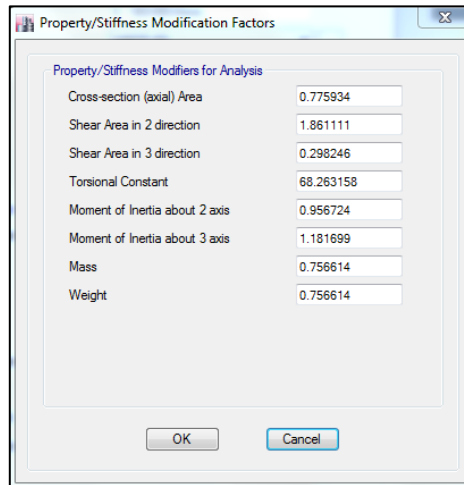 Property/Stiffness Modification Factors
Property/Stiffness Modifiers for Analysis
Cross-section (axial) Area 0.775934
Shear Area in 2 direction 1.861111
Shear Area in 3 direction 0.298246
Torsional Constant 68.263158
Moment of Inertia about 2 axis 0.956724
Moment of Inertia about 3 axis 1.181699
Mass 0.756614
Weight 0.756614
OK Cancel